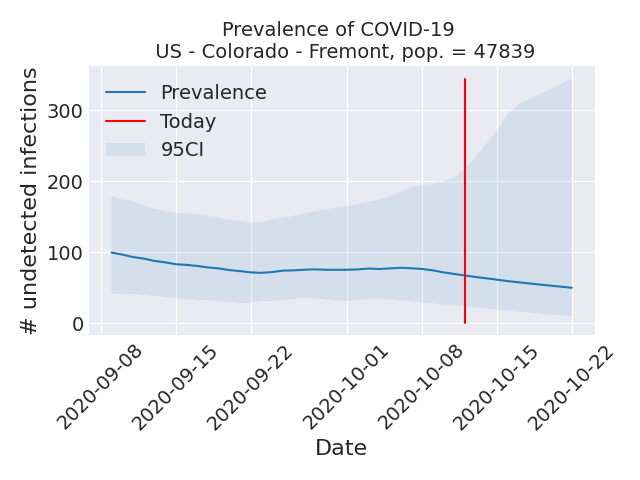 Prevalence of COVID-19
US - Colorado - Fremont, pop. = 47839
# undetected infections
300
200
100
0
Prevalence
Today
95CI
2020-09-08
2020-09-15
2020-09-22
2020-10-01
2020-10-08
2020-10-15
2020-10-22
Date